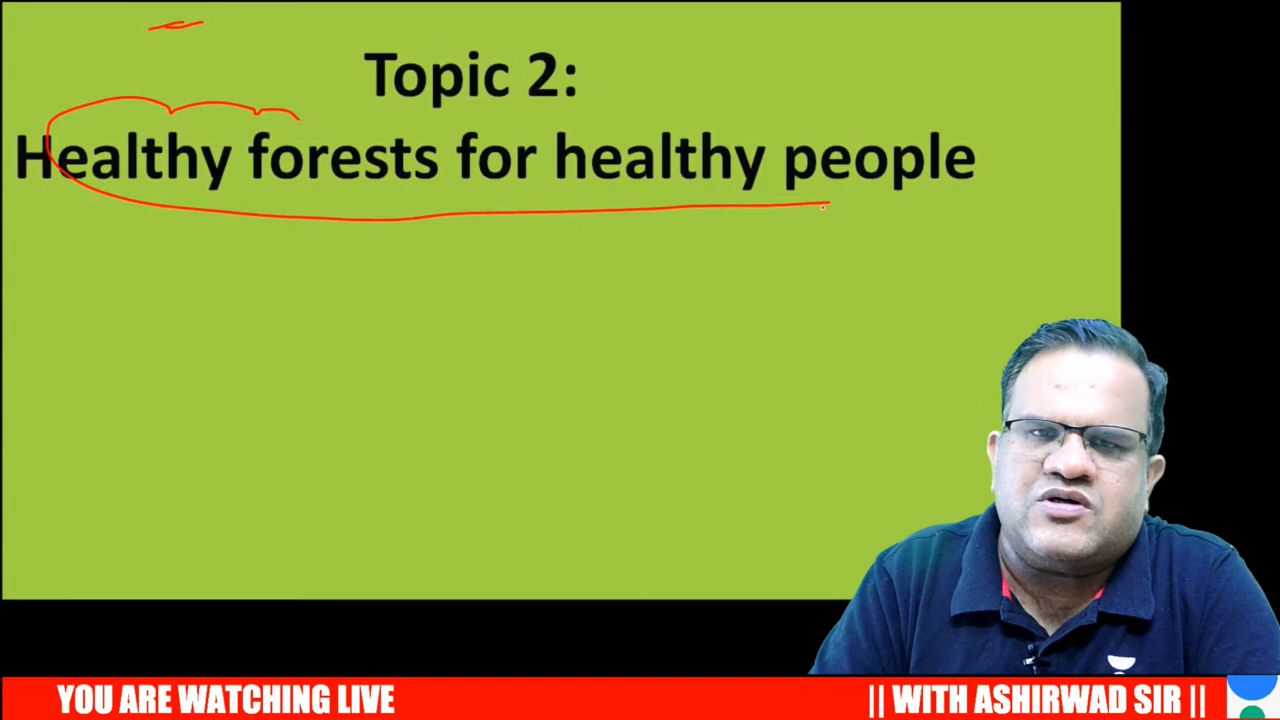 Topic 2:
Healthy forests for healthy people
YOU ARE WATCHING LIVE
|| WITH ASHIRWAD SIR ||